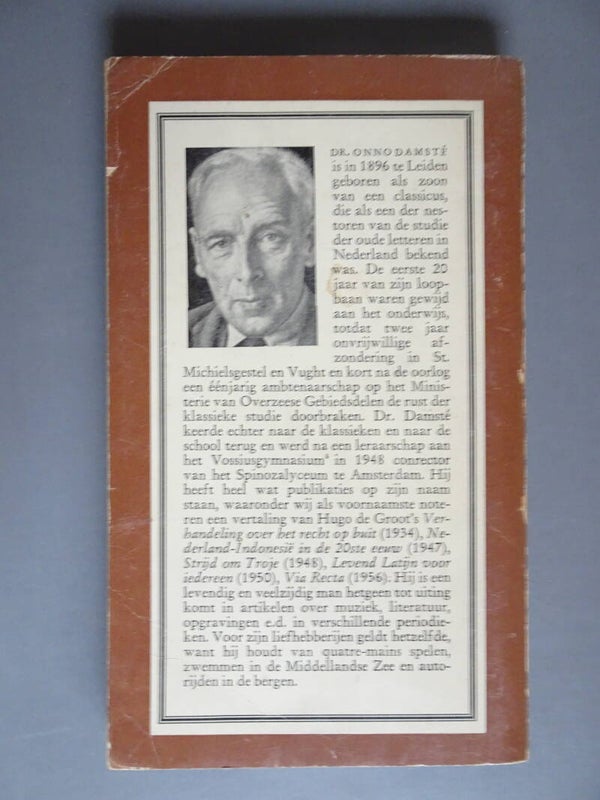 DR. ONNO DAMSTÉ
is in 1896 te Leiden
geboren als zoon
van een classicus,
die als een der nes-
toren van de studie
der oude letteren in
Nederland bekend
was. De eerste 20
jaar van zijn loop-
baan waren gewijd
aan het onderwijs,
totdat twee jaar
onvrijwillige af-
zondering in St.
Michielsgestel en Vught en kort na de oorlog
een éénjarig ambtenaarschap op het Minis-
terie van Overzeese Gebiedsdelen de rust der
klassieke studie doorbraken. Dr. Damsté
keerde echter naar de klassieken en naar de
school terug en werd na een leraarschap aan
het Vossiusgymnasium in 1948 conrector
van het Spinozalyceum te Amsterdam. Hij
heeft heel wat publikaties op zijn naam
staan, waaronder wij als voornaamste note-
ren een vertaling van Hugo de Groot's Ver-
handeling over het recht op buit (1934), Ne-
derland-Indonesië in de 20ste eeuw (1947),
Strijd om Troje (1948), Levend Latijn voor
iedereen (1950), Via Recta (1956). Hij is een
levendig en veelzijdig man hetgeen tot uiting
komt in artikelen over muziek, literatuur,
opgravingen e.d. in verschillende periodie-
ken. Voor zijn liefhebberijen geldt hetzelfde,
want hij houdt van quatre-mains spelen,
zwemmen in de Middellandse Zee en auto-
rijden in de bergen.